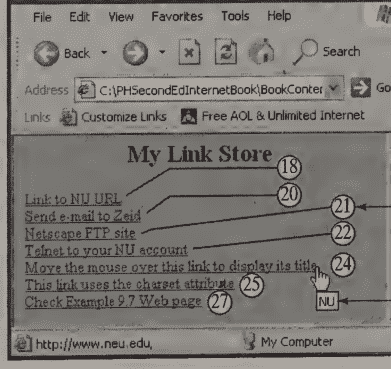 File Edit View Favorites Tools Help
Back Search
Address C:\PHSecondEdInternetBook\BookConter Go
Links Customize Links Free AOL & Unlimited Internet
My Link Store
18
Link to NU URL
20
Send e-mail to Zeid
21
Netscape FTP site
22
Telnet to your NU account
Move the mouse over this link to display its title 24
This link uses the charset attribute 25
Check Example 9.7 Web page 27
NU
http://www.neu.edu, My Computer